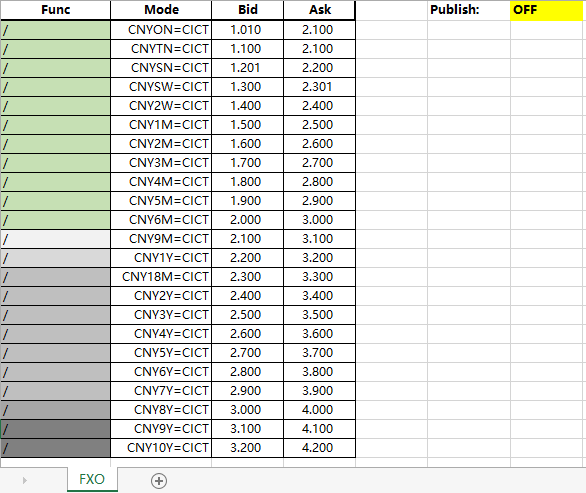 Func Mode Bid Ask Publish: OFF
/ CNYON=CICT 1.010 2.100
/ CNYTN=CICT 1.100 2.100
/ CNYSN=CICT 1.201 2.200
/ CNYSW=CICT 1.300 2.301
/ CNY2W=CICT 1.400 2.400
/ CNY1M=CICT 1.500 2.500
/ CNY2M=CICT 1.600 2.600
/ CNY3M=CICT 1.700 2.700
/ CNY4M=CICT 1.800 2.800
/ CNY5M=CICT 1.900 2.900
/ CNY6M=CICT 2.000 3.000
/ CNY9M=CICT 2.100 3.100
/ CNY1Y=CICT 2.200 3.200
/ CNY18M=CICT 2.300 3.300
/ CNY2Y=CICT 2.400 3.400
/ CNY3Y=CICT 2.500 3.500
/ CNY4Y=CICT 2.600 3.600
/ CNY5Y=CICT 2.700 3.700
/ CNY6Y=CICT 2.800 3.800
/ CNY7Y=CICT 2.900 3.900
/ CNY8Y=CICT 3.000 4.000
/ CNY9Y=CICT 3.100 4.100
/ CNY10Y=CICT 3.200 4.200
FXO